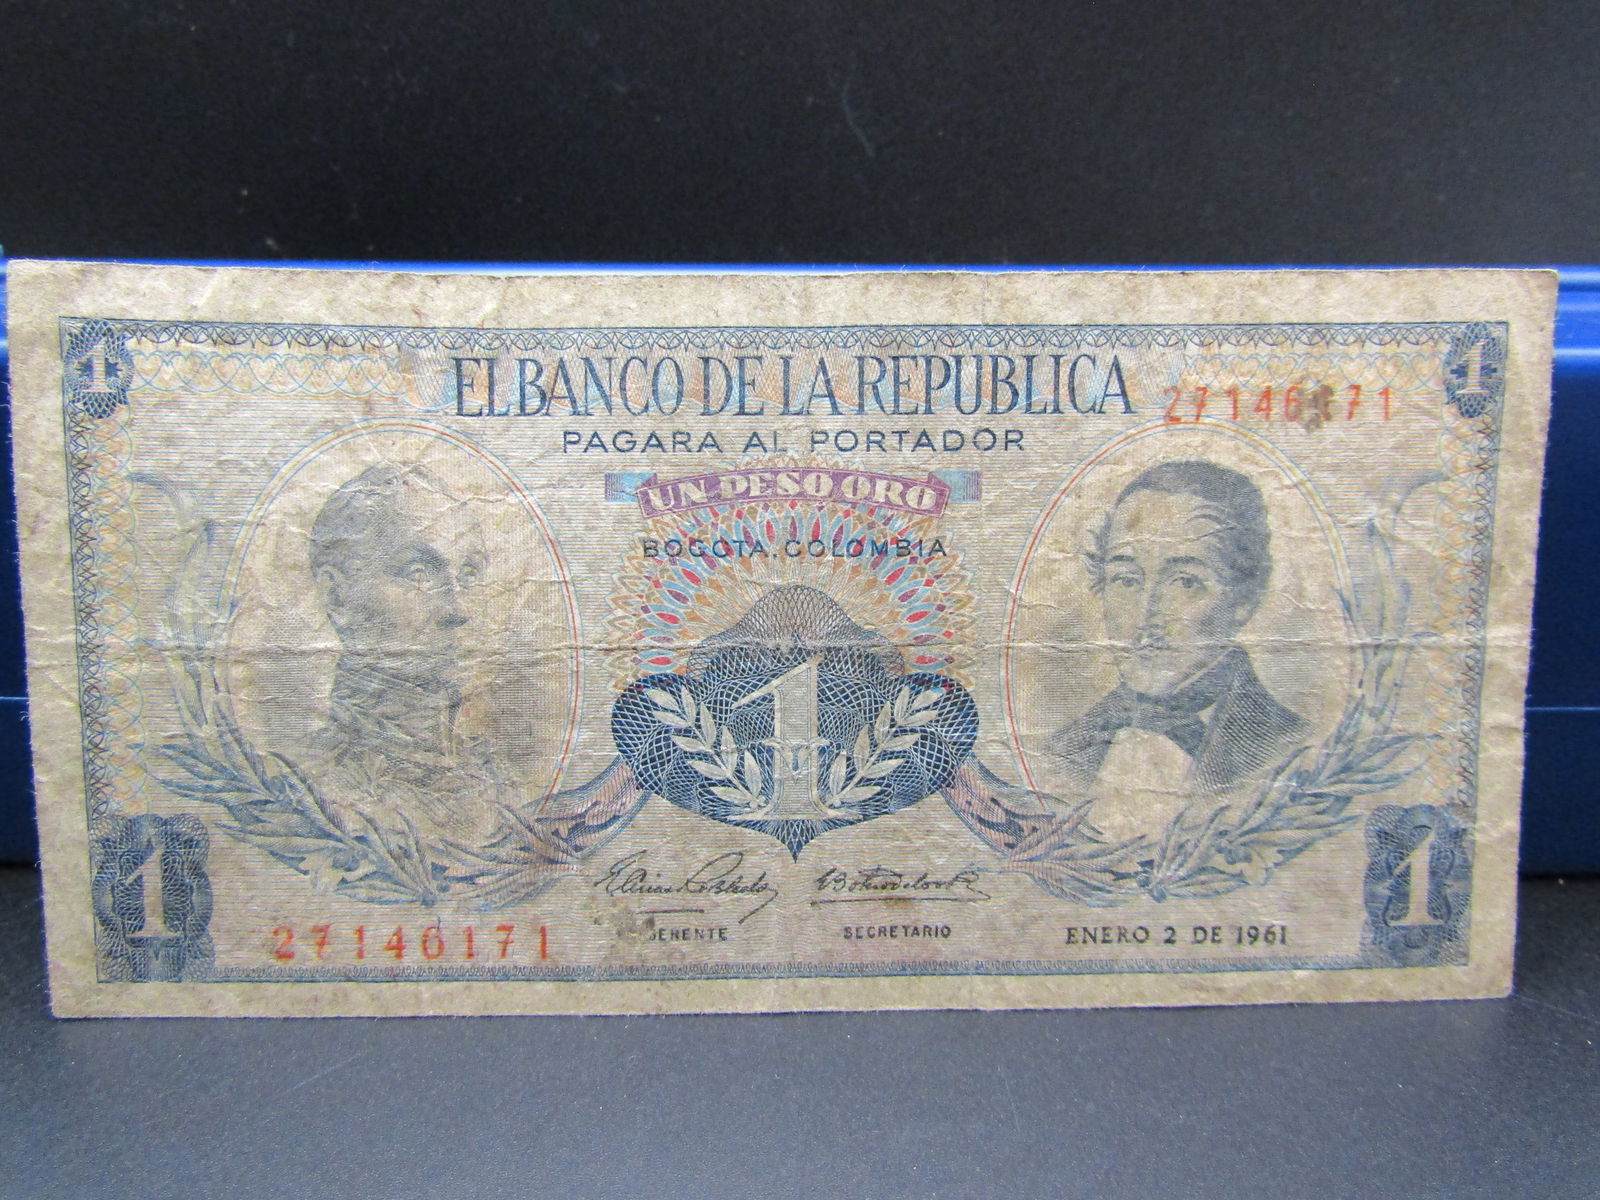 1
1
EL BANCO DE LA REPUBLICA
27146171
PAGARA AL PORTADOR
UN PESO ORO
BOGOTA, COLOMBIA
1
1
1
27146171
GERENTE
SECRETARIO
ENERO 2 DE 1961